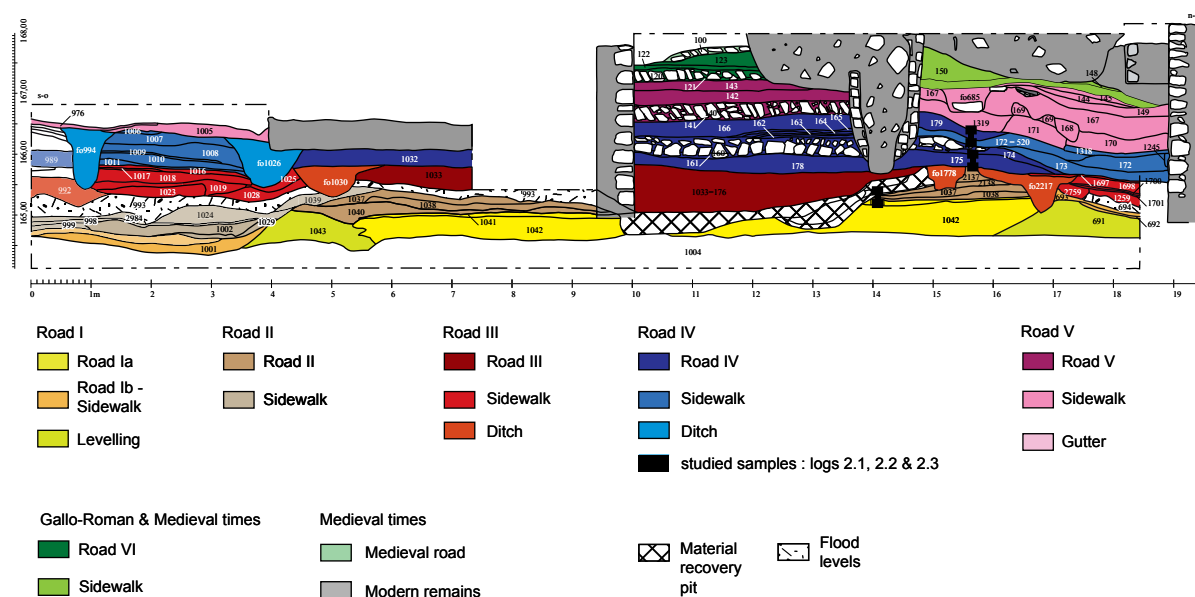 168,00
167,00
166,00
165,00
s-o
n-
976
1006
1005
1007
1009
1010
1008
1011
1016
989
fo994
fo1026
1017
1018
1025
1023
1019
1028
992
993
998
2984
999
1024
1002
1029
1001
1032
1033
fo1030
993
1039
1037
1038
1040
1041
1043
1042
1004
100
122
123
121
143
142
141
166
162
163
164
165
161
160
178
1033=176
150
148
167
fo685
144
145
149
169
167
168
171
170
1319
179
172 = 520
1318
1245
175
174
173
172
fo1778
1037
1038
fo2217
1697
1698
1700
2759
1259
1701
694
693
691
692
1042
0 1m 2 3 4 5 6 7 8 9 10 11 12 13 14 15 16 17 18 19
Road I
Road Ia
Road Ib -
Sidewalk
Levelling
Road II
Road II
Sidewalk
Road III
Road III
Sidewalk
Ditch
Road IV
Road IV
Sidewalk
Ditch
studied samples : logs 2.1, 2.2 & 2.3
Road V
Road V
Sidewalk
Gutter
Gallo-Roman & Medieval times
Road VI
Sidewalk
Medieval times
Medieval road
Modern remains
Material
recovery
pit
Flood
levels